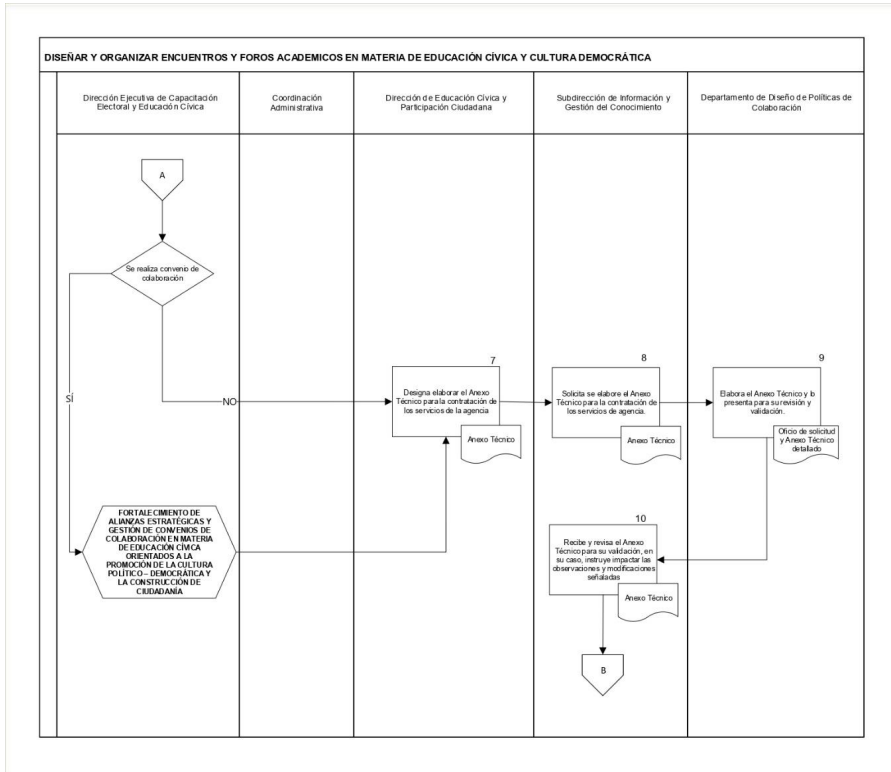 DISEÑAR Y ORGANIZAR ENCUENTROS Y FOROS ACADEMICOS EN MATERIA DE EDUCACIÓN CÍVICA Y CULTURA DEMOCRÁTICA
Dirección Ejecutiva de Capacitación
Electoral y Educación Cívica
Coordinación
Administrativa
Dirección de Educación Cívica y
Participación Ciudadana
Subdirección de Información y
Gestión del Conocimiento
Departamento de Diseño de Políticas de
Colaboración
A
Se realiza convenio de
colaboración
SÍ
NO
7
Designa elaborar el Anexo
Técnico para la contratación de
los servicios de la agencia
Anexo Técnico
8
Solicita se elabore el Anexo
Técnico para la contratación de
los servicios de agencia.
Anexo Técnico
9
Elabora el Anexo Técnico y lo
presenta para su revisión y
validación.
Oficio de solicitud
y Anexo Técnico
detallado
FORTALECIMIENTO DE
ALIANZAS ESTRATÉGICAS Y
GESTIÓN DE CONVENIOS DE
COLABORACIÓN EN MATERIA
DE EDUCACIÓN CÍVICA
ORIENTADOS A LA
PROMOCIÓN DE LA CULTURA
POLÍTICO – DEMOCRÁTICA Y
LA CONSTRUCCIÓN DE
CIUDADANÍA
10
Recibe y revisa el Anexo
Técnico para su validación, en
su caso, instruye impactar las
observaciones y modificaciones
señaladas
Anexo Técnico
B